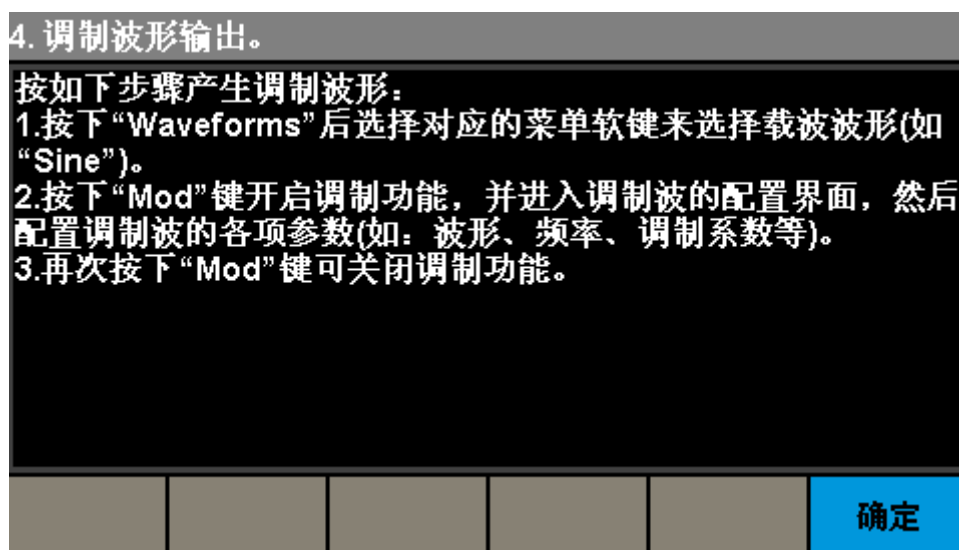 4.调制波形输出。
按如下步骤产生调制波形：
1.按下“Waveforms”后选择对应的菜单软键来选择载波波形(如
“Sine”)。
2.按下“Mod”键开启调制功能，并进入调制波的配置界面，然后
配置调制波的各项参数(如：波形、频率、调制系数等)。
3.再次按下“Mod”键可关闭调制功能。
确定